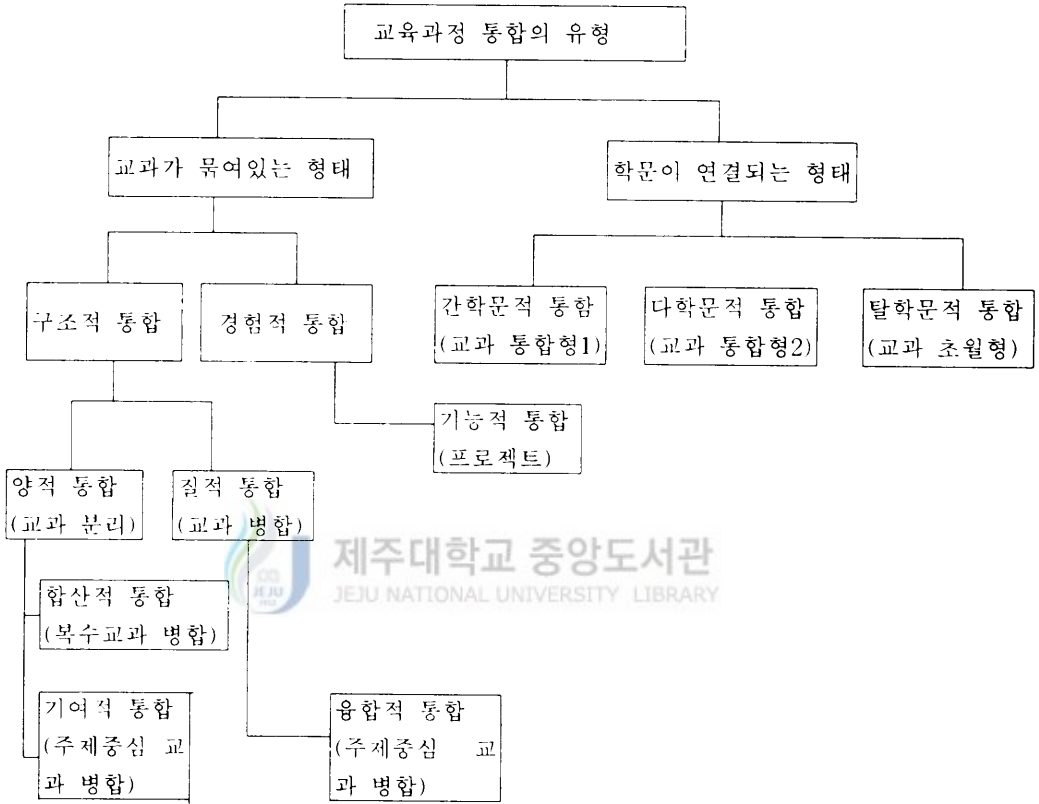 교육과정 통합의 유형
교과가 묶여있는 형태
학문이 연결되는 형태
구조적 통합
경험적 통합
간학문적 통함
(교과 통합형1)
다학문적 통합
(교과 통합형2)
탈학문적 통합
(교과 초월형)
기능적 통합
(프로젝트)
양적 통합
(교과 분리)
질적 통합
(교과 병합)
제주대학교 중앙도서관
JEJU NATIONAL UNIVERSITY LIBRARY
JEJU
1952
합산적 통합
(복수교과 병합)
기여적 통합
(주제중심 교
과 병합)
융합적 통합
(주제중심 교
과 병합)